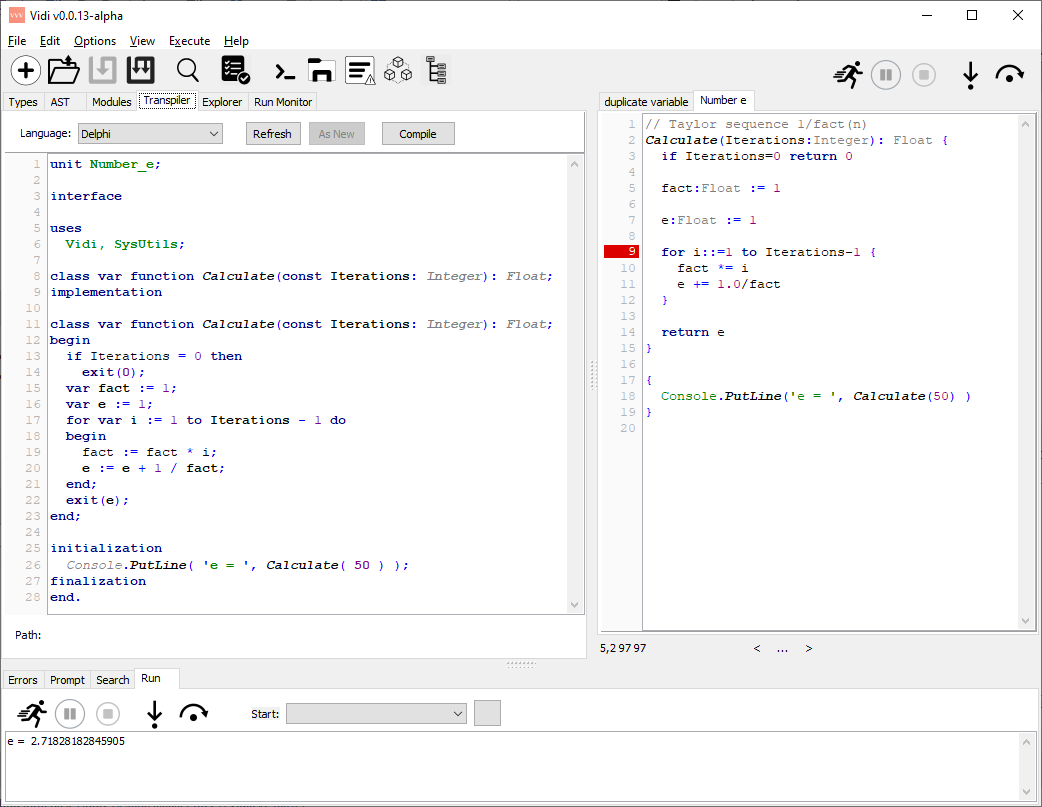 Vidi v0.0.13-alpha
File Edit Options View Execute Help
Types AST Modules Transpiler Explorer Run Monitor
Language: Delphi Refresh As New Compile
1 unit Number_e;
2
3 interface
4
5 uses
6 Vidi, SysUtils;
7
8 class var function Calculate(const Iterations: Integer): Float;
9 implementation
10
11 class var function Calculate(const Iterations: Integer): Float;
12 begin
13 if Iterations = 0 then
14 exit(0);
15 var fact := 1;
16 var e := 1;
17 for var i := 1 to Iterations - 1 do
18 begin
19 fact := fact * i;
20 e := e + 1 / fact;
21 end;
22 exit(e);
23 end;
24
25 initialization
26 Console.PutLine( 'e = ', Calculate( 50 ) );
27 finalization
28 end.
Path:
duplicate variable Number e
1 // Taylor sequence 1/fact(n)
2 Calculate(Iterations:Integer): Float {
3 if Iterations=0 return 0
4
5 fact:Float := 1
6
7 e:Float := 1
8
9 for i::=1 to Iterations-1 {
10 fact *= i
11 e += 1.0/fact
12 }
13
14 return e
15 }
16
17 {
18 Console.PutLine('e = ', Calculate(50) )
19 }
20
5,2 97 97 < ... >
Errors Prompt Search Run
Start:
e = 2.71828182845905